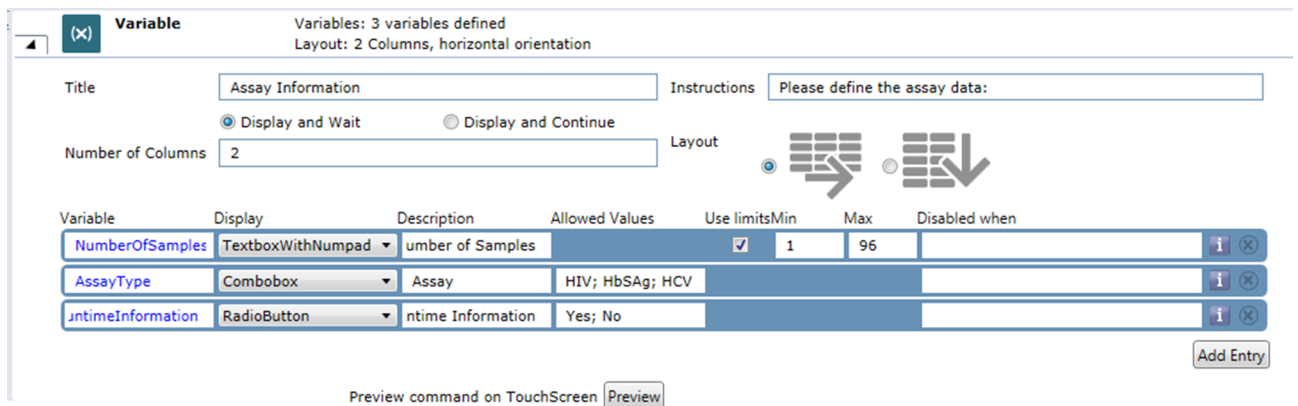 (x) Variable Variables: 3 variables defined
Layout: 2 Columns, horizontal orientation
Title Assay Information Instructions Please define the assay data:
Display and Wait Display and Continue
Number of Columns 2 Layout
Variable Display Description Allowed Values Use limits Min Max Disabled when
NumberOfSamples TextboxWithNumpad umber of Samples 1 96 i
AssayType Combobox Assay HIV; HbSAg; HCV i
untimeInformation RadioButton ntime Information Yes; No i
Add Entry
Preview command on TouchScreen Preview